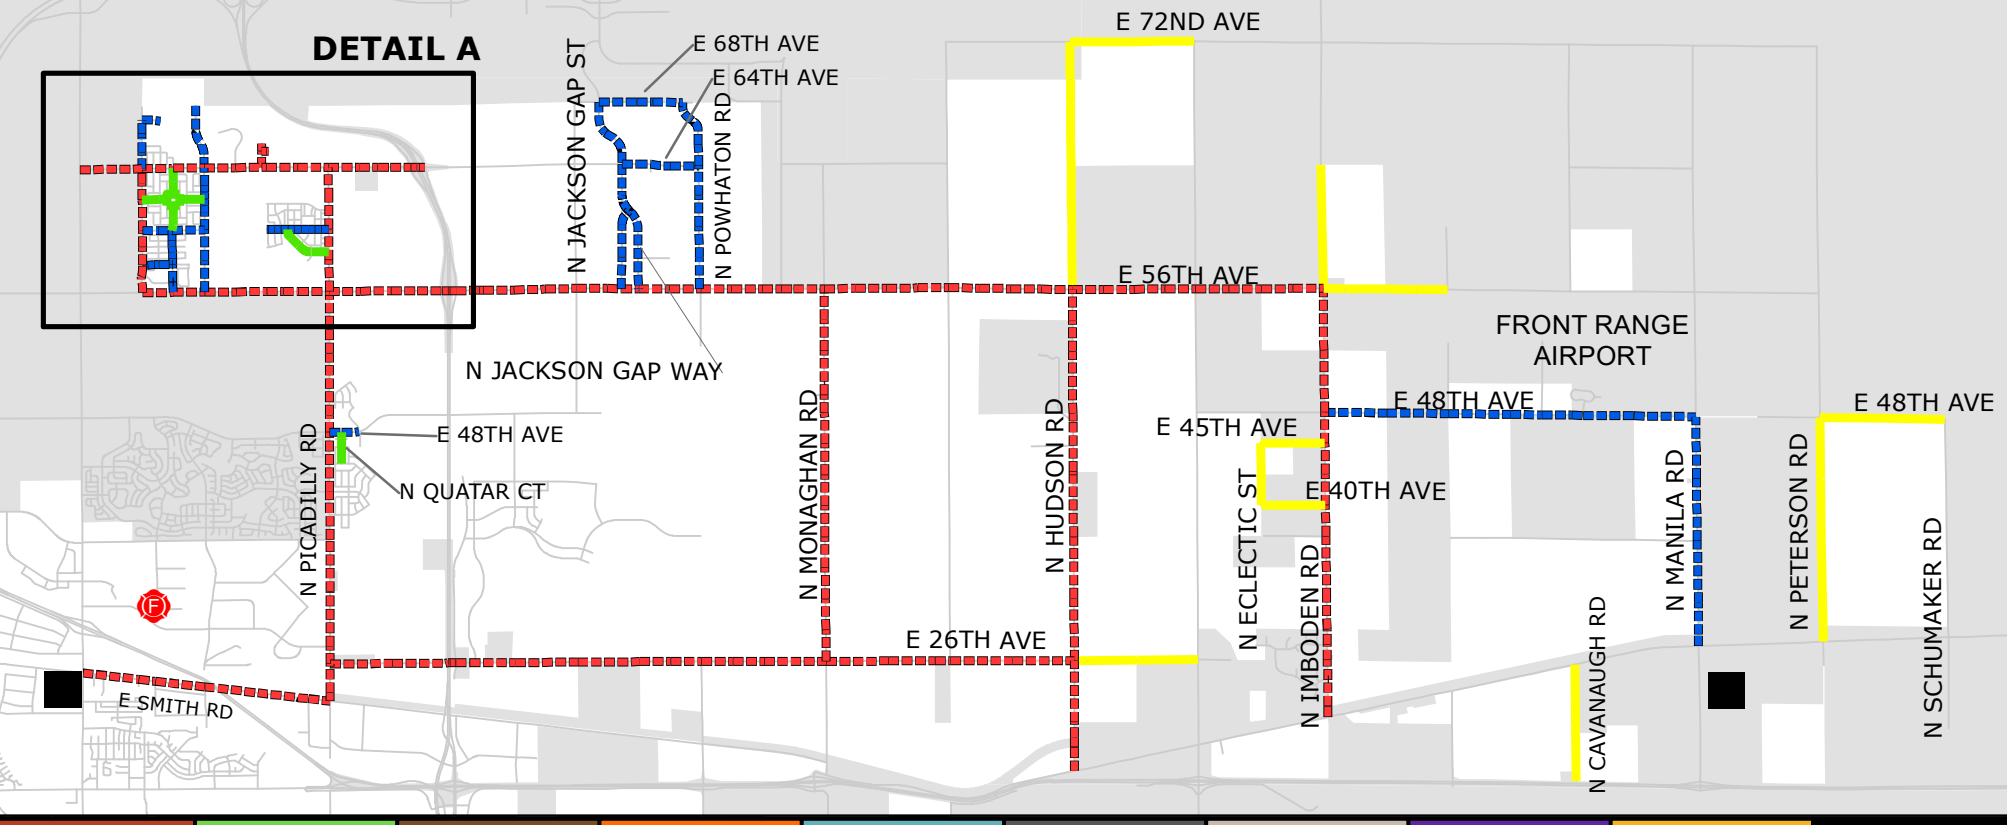 E 72ND AVE
DETAIL A
E 68TH AVE
E 64TH AVE
N JACKSON GAP ST
N POWHATON RD
E 56TH AVE
FRONT RANGE
AIRPORT
N JACKSON GAP WAY
E 48TH AVE
E 48TH AVE
E 45TH AVE
E 48TH AVE
N QUATAR CT
E 40TH AVE
N PICADILLY RD
N MONAGHAN RD
N HUDSON RD
N ECLECTIC ST
N IMBODEN RD
N MANILA RD
N PETERSON RD
N SCHUMAKER RD
N CAVANAUGH RD
F
E 26TH AVE
E SMITH RD